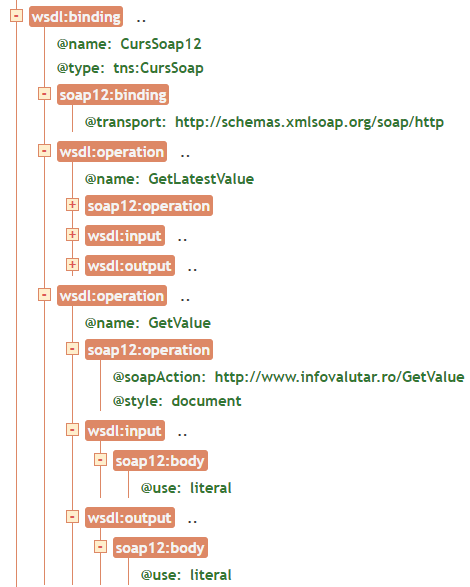 - wsdl:binding ..
@name: CursSoap12
@type: tns:CursSoap
- soap12:binding
@transport: http://schemas.xmlsoap.org/soap/http
- wsdl:operation ..
@name: GetLatestValue
+ soap12:operation
+ wsdl:input ..
+ wsdl:output ..
- wsdl:operation ..
@name: GetValue
- soap12:operation
@soapAction: http://www.infovalutar.ro/GetValue
@style: document
- wsdl:input ..
- soap12:body
@use: literal
- wsdl:output ..
- soap12:body
@use: literal